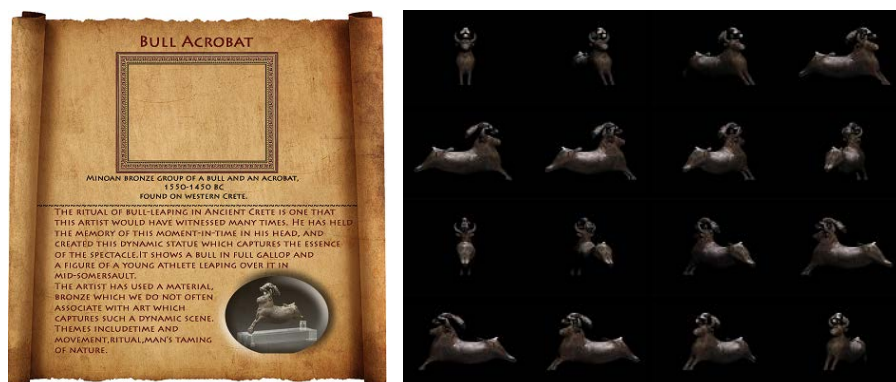 BULL ACROBAT
MINOAN BRONZE GROUP OF A BULL AND AN ACROBAT,
1550-1450 BC
FOUND ON WESTERN CRETE.
THE RITUAL OF BULL-LEAPING IN ANCIENT CRETE IS ONE THAT
THIS ARTIST WOULD HAVE WITNESSED MANY TIMES. HE HAS HELD
THE MEMORY OF THIS MOMENT-IN-TIME IN HIS HEAD, AND
CREATED THIS DYNAMIC STATUE WHICH CAPTURES THE ESSENCE
OF THE SPECTACLE.IT SHOWS A BULL IN FULL GALLOP AND
A FIGURE OF A YOUNG ATHLETE LEAPING OVER IT IN
MID-SOMERSAULT.
THE ARTIST HAS USED A MATERIAL,
BRONZE WHICH WE DO NOT OFTEN
ASSOCIATE WITH ART WHICH
CAPTURES SUCH A DYNAMIC SCENE.
THEMES INCLUDETIME AND
MOVEMENT,RITUAL,MAN'S TAMING
OF NATURE.